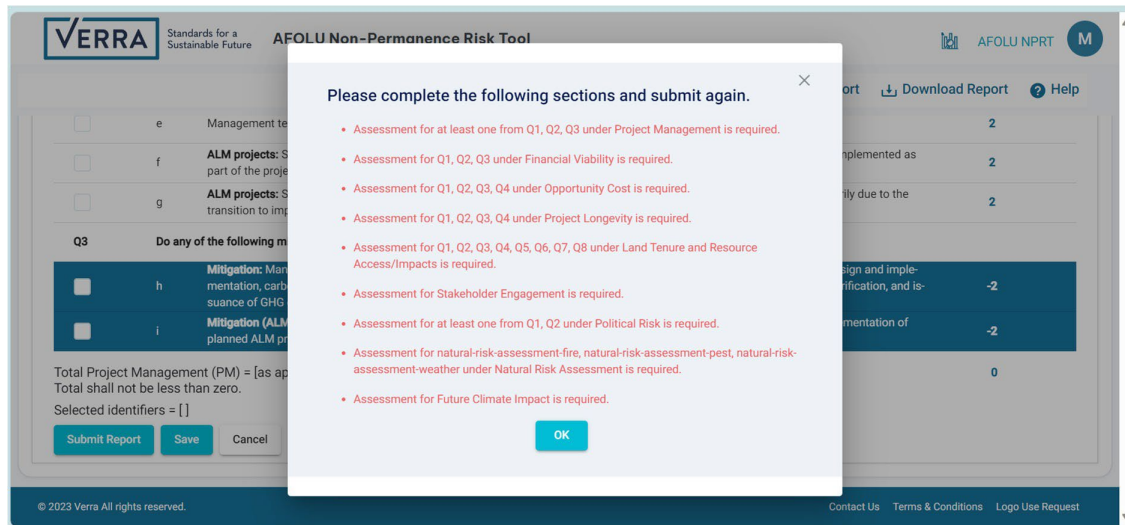 VERRA
Standards for a
Sustainable Future
AFOLU Non-Permanence Risk Tool
AFOLU NPRT
M
Download Report
Help
Please complete the following sections and submit again.
• Assessment for at least one from Q1, Q2, Q3 under Project Management is required.
• Assessment for Q1, Q2, Q3 under Financial Viability is required.
• Assessment for Q1, Q2, Q3, Q4 under Opportunity Cost is required.
• Assessment for Q1, Q2, Q3, Q4 under Project Longevity is required.
• Assessment for Q1, Q2, Q3, Q4, Q5, Q6, Q7, Q8 under Land Tenure and Resource
Access/Impacts is required.
• Assessment for Stakeholder Engagement is required.
• Assessment for at least one from Q1, Q2 under Political Risk is required.
• Assessment for natural-risk-assessment-fire, natural-risk-assessment-pest, natural-risk-
assessment-weather under Natural Risk Assessment is required.
• Assessment for Future Climate Impact is required.
OK
e Management te 2
f ALM projects: S mplemented as
part of the proje 2
g ALM projects: S ily due to the
transition to imp 2
Q3 Do any of the following m
Mitigation: Man sign and imple-
h mentation, carb rification, and is- -2
suance of GHG
i Mitigation (ALM mentation of
planned ALM pr -2
Total Project Management (PM) = [as ap 0
Total shall not be less than zero.
Selected identifiers = [ ]
Submit Report Save Cancel
© 2023 Verra All rights reserved.
Contact Us Terms & Conditions Logo Use Request